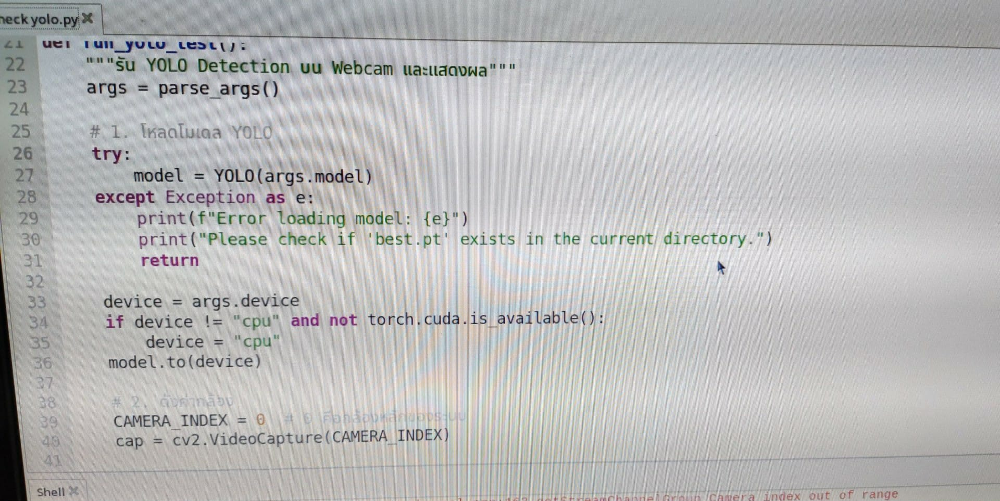 heck yolo.py
21 def run_yolo_test():
22 """รัน YOLO Detection บน Webcam และแสดงผล"""
23 args = parse_args()
24
25 # 1. โหลดโมเดล YOLO
26 try:
27 model = YOLO(args.model)
28 except Exception as e:
29 print(f"Error loading model: {e}")
30 print("Please check if 'best.pt' exists in the current directory.")
31 return
32
33 device = args.device
34 if device != "cpu" and not torch.cuda.is_available():
35 device = "cpu"
36 model.to(device)
37
38 # 2. ตั้งค่ากล้อง
39 CAMERA_INDEX = 0 # 0 คือกล้องหลักของระบบ
40 cap = cv2.VideoCapture(CAMERA_INDEX)
41
Shell
getStreamChannelGroup Camera index out of range